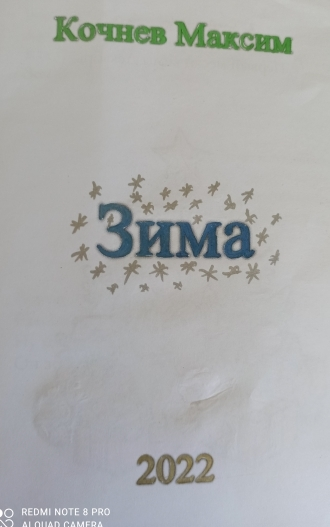 Кочнев Максим
Зима
2022
REDMI NOTE 8 PRO
AI QUAD CAMERA